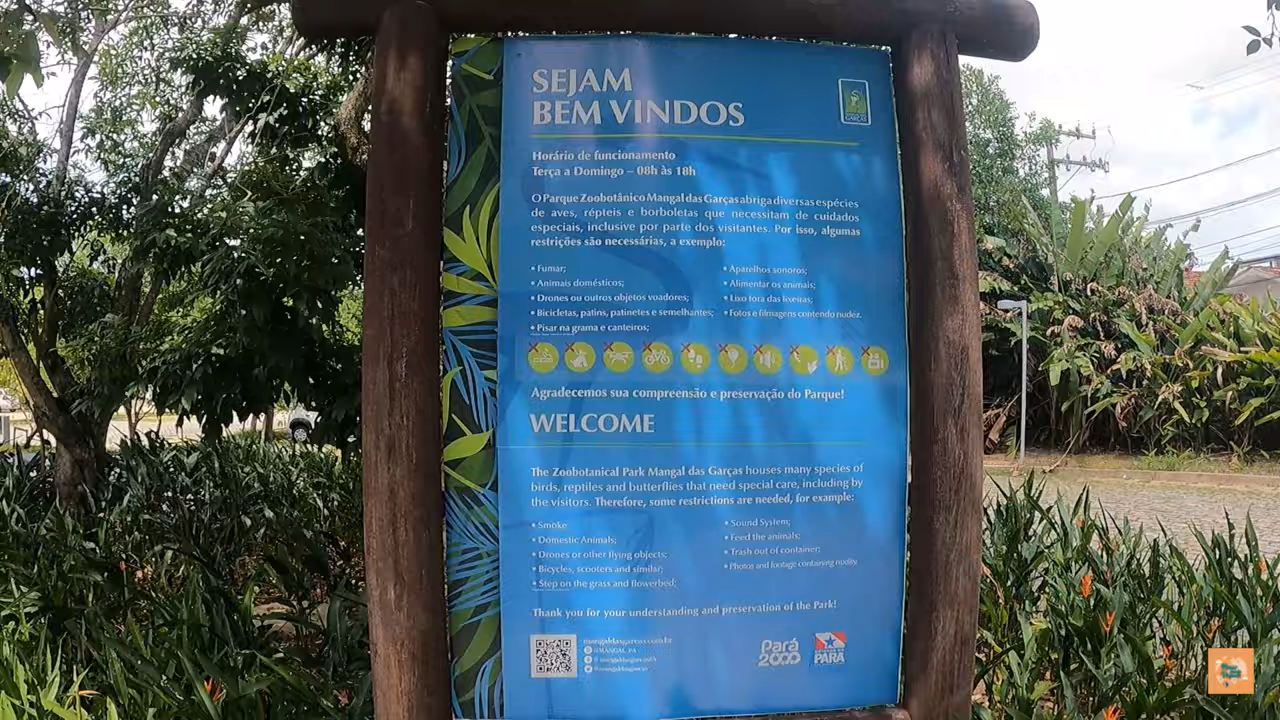 SEJAM
BEM VINDOS
GARÇAS
Horário de funcionamento
Terça a Domingo – 08h às 18h
O Parque Zoobotânico Mangal das Garças abriga diversas espécies
de aves, répteis e borboletas que necessitam de cuidados
especiais, inclusive por parte dos visitantes. Por isso, algumas
restrições são necessárias, a exemplo:
• Fumar;
• Animais domésticos;
• Drones ou outros objetos voadores;
• Bicicletas, patins, patinetes e semelhantes;
• Pisar na grama e canteiros;
• Aparelhos sonoros;
• Alimentar os animais;
• Lixo fora das lixeiras;
• Fotos e filmagens contendo nudez.
Agradecemos sua compreensão e preservação do Parque!
WELCOME
The Zoobotanical Park Mangal das Garças houses many species of
birds, reptiles and butterflies that need special care, including by
the visitors. Therefore, some restrictions are needed, for example:
• Smoke;
• Domestic Animals;
• Drones or other flying objects;
• Bicycles, scooters and similar;
• Step on the grass and flowerbed;
• Sound System;
• Feed the animals;
• Trash out of container;
• Photos and footage containing nudity.
Thank you for your understanding and preservation of the Park!
mangaldasgarcas.com.br
@MANGAL_PA
Pará
2000
PARÁ